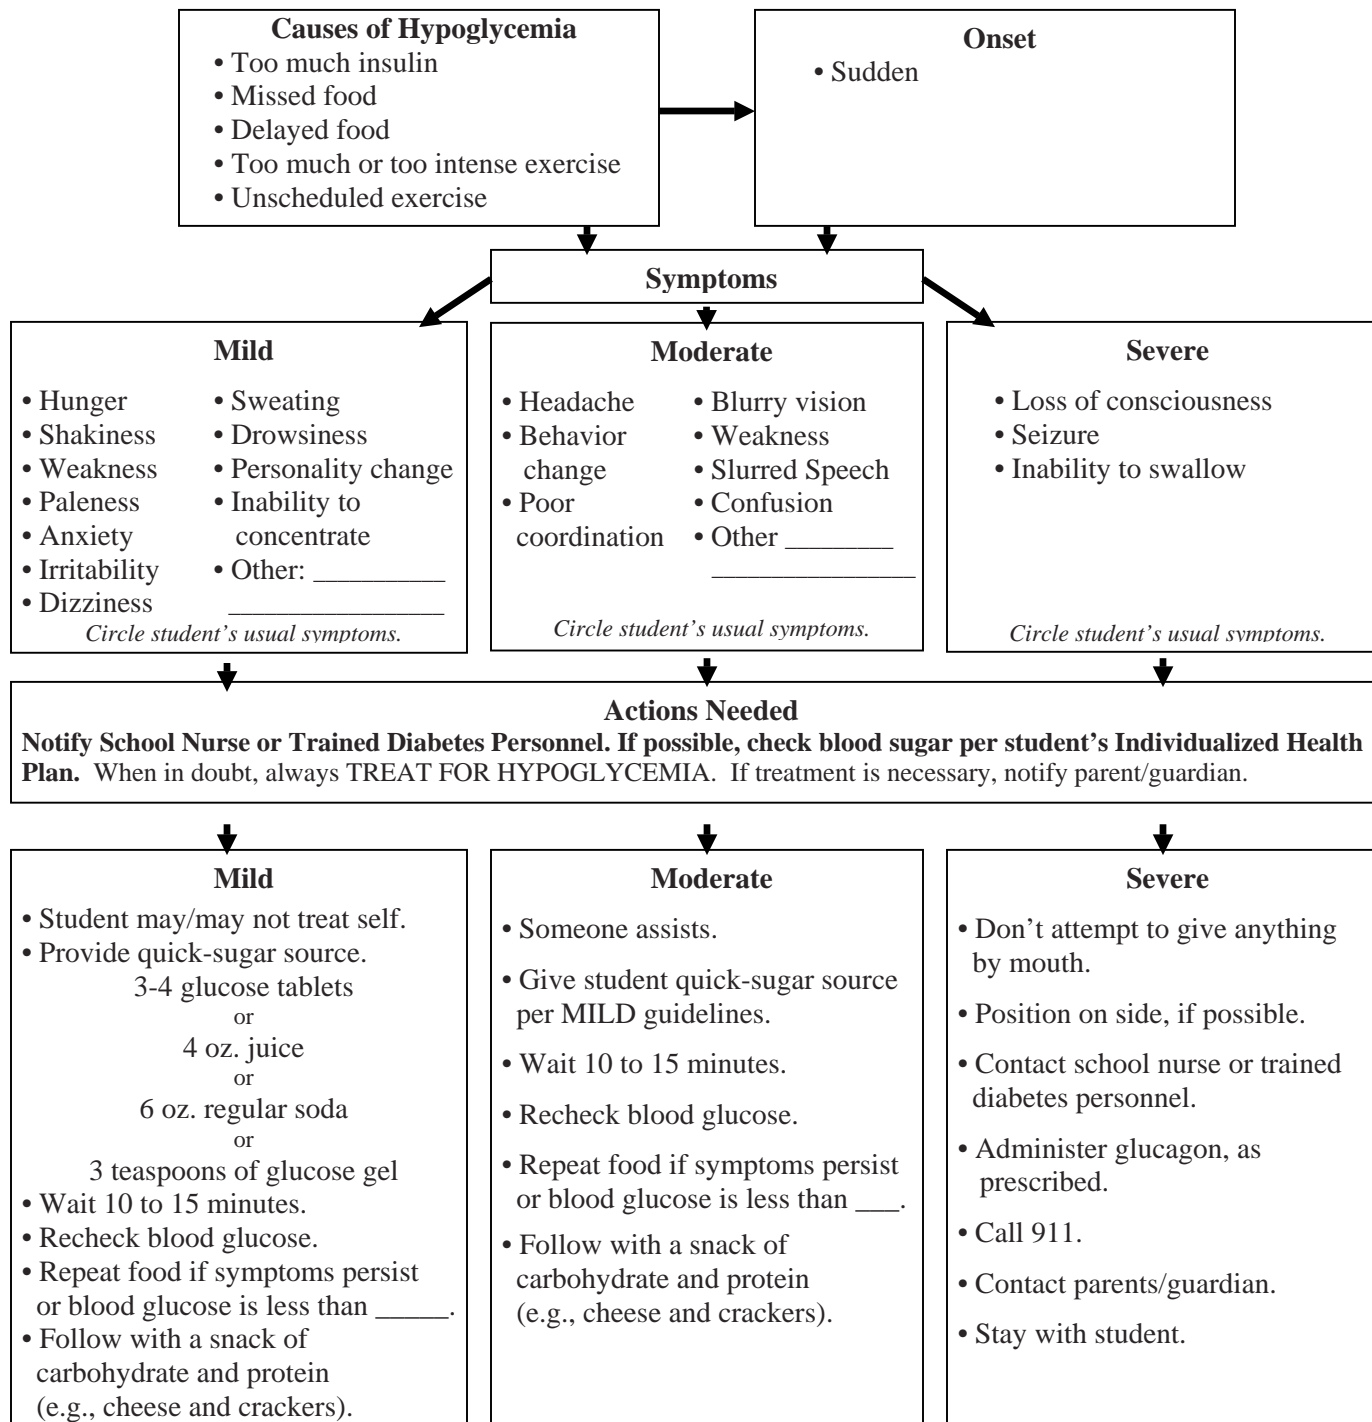 Causes of Hypoglycemia
• Too much insulin
• Missed food
• Delayed food
• Too much or too intense exercise
• Unscheduled exercise
Onset
• Sudden
Symptoms
Mild
• Hunger
• Shakiness
• Weakness
• Paleness
• Anxiety
• Irritability
• Dizziness
• Sweating
• Drowsiness
• Personality change
• Inability to
concentrate
• Other: ___________
__________________
Circle student’s usual symptoms.
Moderate
• Headache
• Behavior
change
• Poor
coordination
• Blurry vision
• Weakness
• Slurred Speech
• Confusion
• Other _________
_________________
Circle student’s usual symptoms.
Severe
• Loss of consciousness
• Seizure
• Inability to swallow
Circle student’s usual symptoms.
Actions Needed
Notify School Nurse or Trained Diabetes Personnel. If possible, check blood sugar per student’s Individualized Health
Plan. When in doubt, always TREAT FOR HYPOGLYCEMIA. If treatment is necessary, notify parent/guardian.
Mild
• Student may/may not treat self.
• Provide quick-sugar source.
3-4 glucose tablets
or
4 oz. juice
or
6 oz. regular soda
or
3 teaspoons of glucose gel
• Wait 10 to 15 minutes.
• Recheck blood glucose.
• Repeat food if symptoms persist
or blood glucose is less than _____.
• Follow with a snack of
carbohydrate and protein
(e.g., cheese and crackers).
Moderate
• Someone assists.
• Give student quick-sugar source
per MILD guidelines.
• Wait 10 to 15 minutes.
• Recheck blood glucose.
• Repeat food if symptoms persist
or blood glucose is less than ___.
• Follow with a snack of
carbohydrate and protein
(e.g., cheese and crackers).
Severe
• Don’t attempt to give anything
by mouth.
• Position on side, if possible.
• Contact school nurse or trained
diabetes personnel.
• Administer glucagon, as
prescribed.
• Call 911.
• Contact parents/guardian.
• Stay with student.